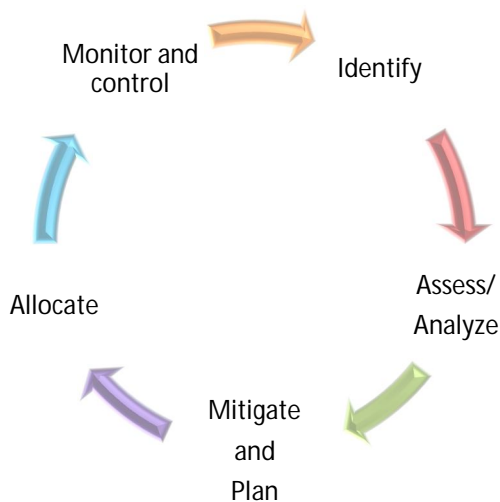 Monitor and
control
Identify
Assess/
Analyze
Mitigate
and
Plan
Allocate